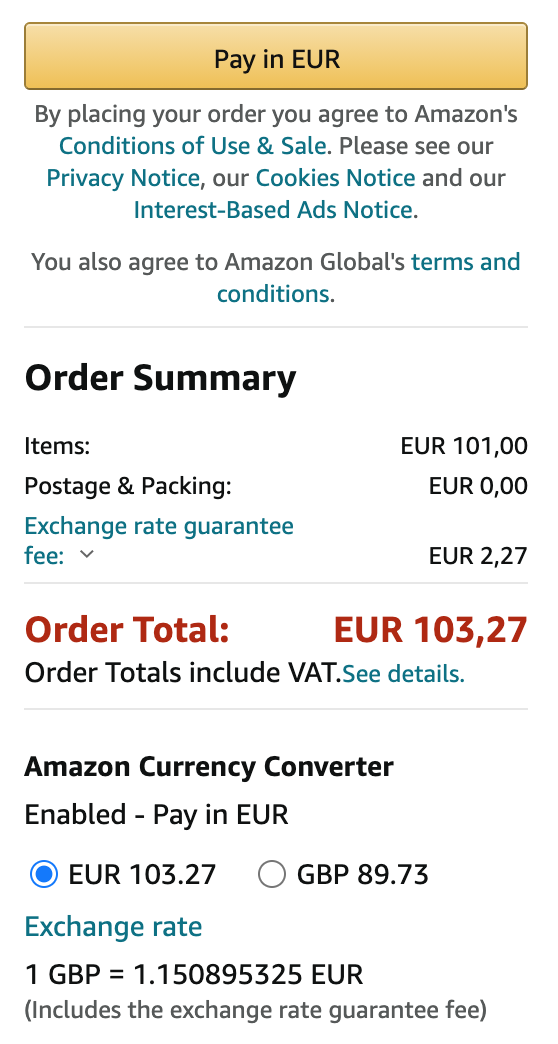 Pay in EUR
By placing your order you agree to Amazon's
Conditions of Use & Sale. Please see our
Privacy Notice, our Cookies Notice and our
Interest-Based Ads Notice.
You also agree to Amazon Global's terms and
conditions.
Order Summary
Items: EUR 101,00
Postage & Packing: EUR 0,00
Exchange rate guarantee
fee: EUR 2,27
Order Total: EUR 103,27
Order Totals include VAT.See details.
Amazon Currency Converter
Enabled - Pay in EUR
EUR 103.27 GBP 89.73
Exchange rate
1 GBP = 1.150895325 EUR
(Includes the exchange rate guarantee fee)